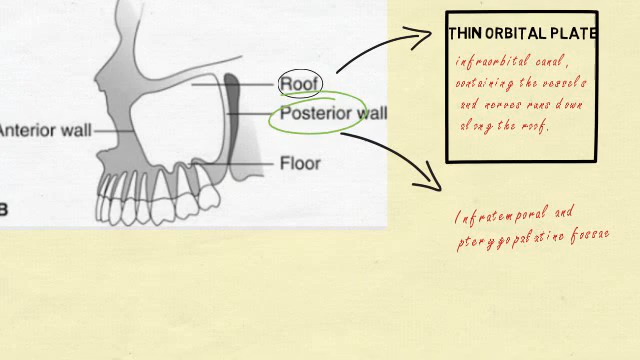 THIN ORBITAL PLATE
infraorbital canal,
containing the vessels
and nerves runs down
along the roof.
Roof
Posterior wall
Anterior wall
Floor
B
Infratemporal and
pterygopalatine fossae